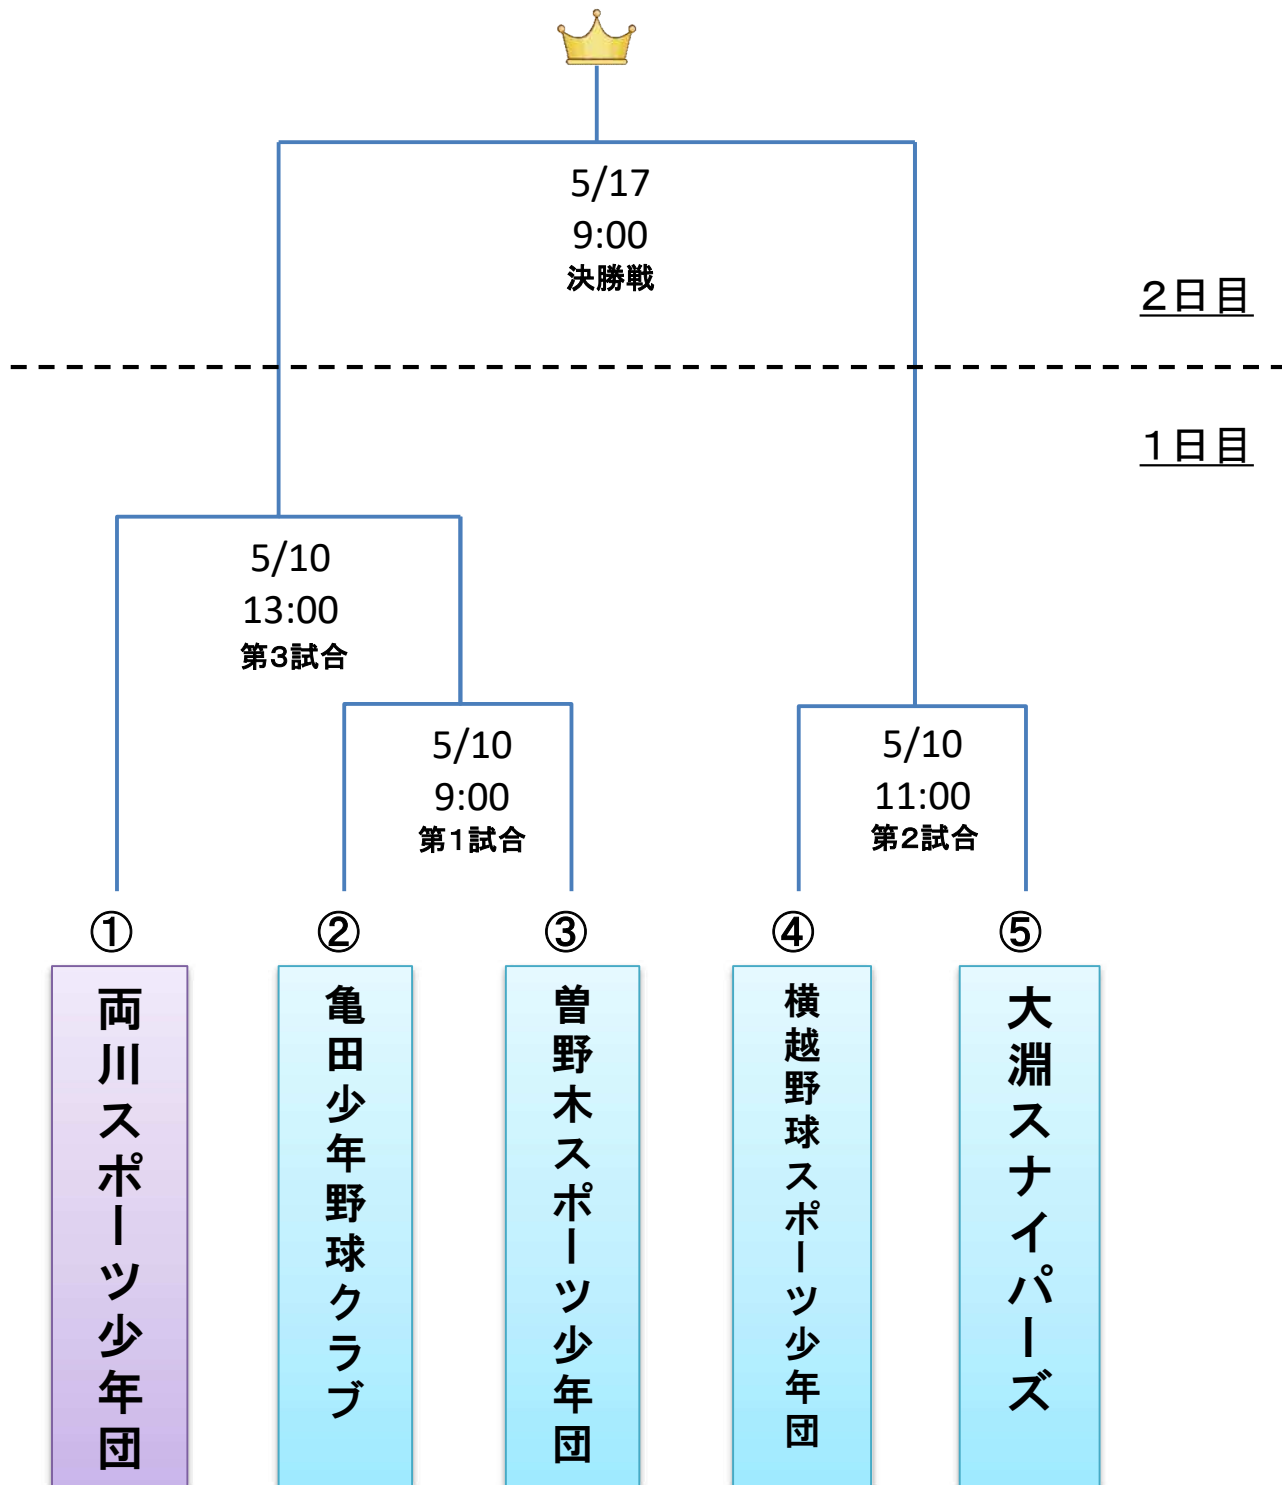 5/17
9:00
決勝戦
２日目
１日目
5/10
13:00
第３試合
5/10
9:00
第１試合
5/10
11:00
第２試合
①
②
③
④
⑤
両川スポーツ少年団
亀田少年野球クラブ
曽野木スポーツ少年団
横越野球スポーツ少年団
大淵スナイパーズ